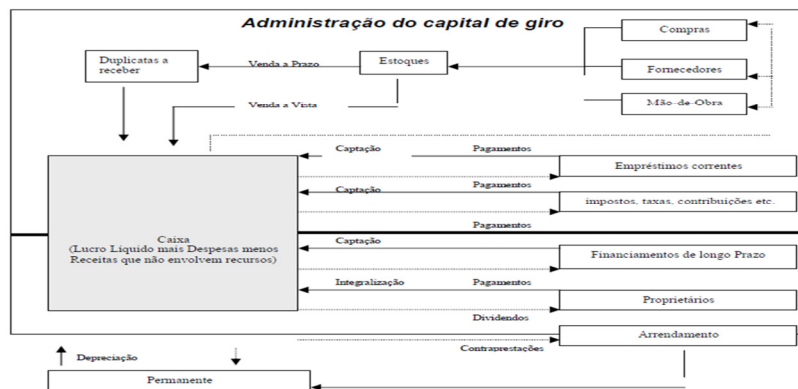 Administração do capital de giro
Compras
Duplicatas a
receber
Venda a Prazo
Estoques
Fornecedores
Venda a Vista
Mão-de-Obra
Captação
Pagamentos
Empréstimos correntes
Captação
Pagamentos
impostos, taxas, contribuições etc.
Pagamentos
Caixa
(Lucro Líquido mais Despesas menos
Receitas que não envolvem recursos)
Captação
Financiamentos de longo Prazo
Integralização
Pagamentos
Proprietários
Dividendos
Arrendamento
Contraprestações
Depreciação
Permanente